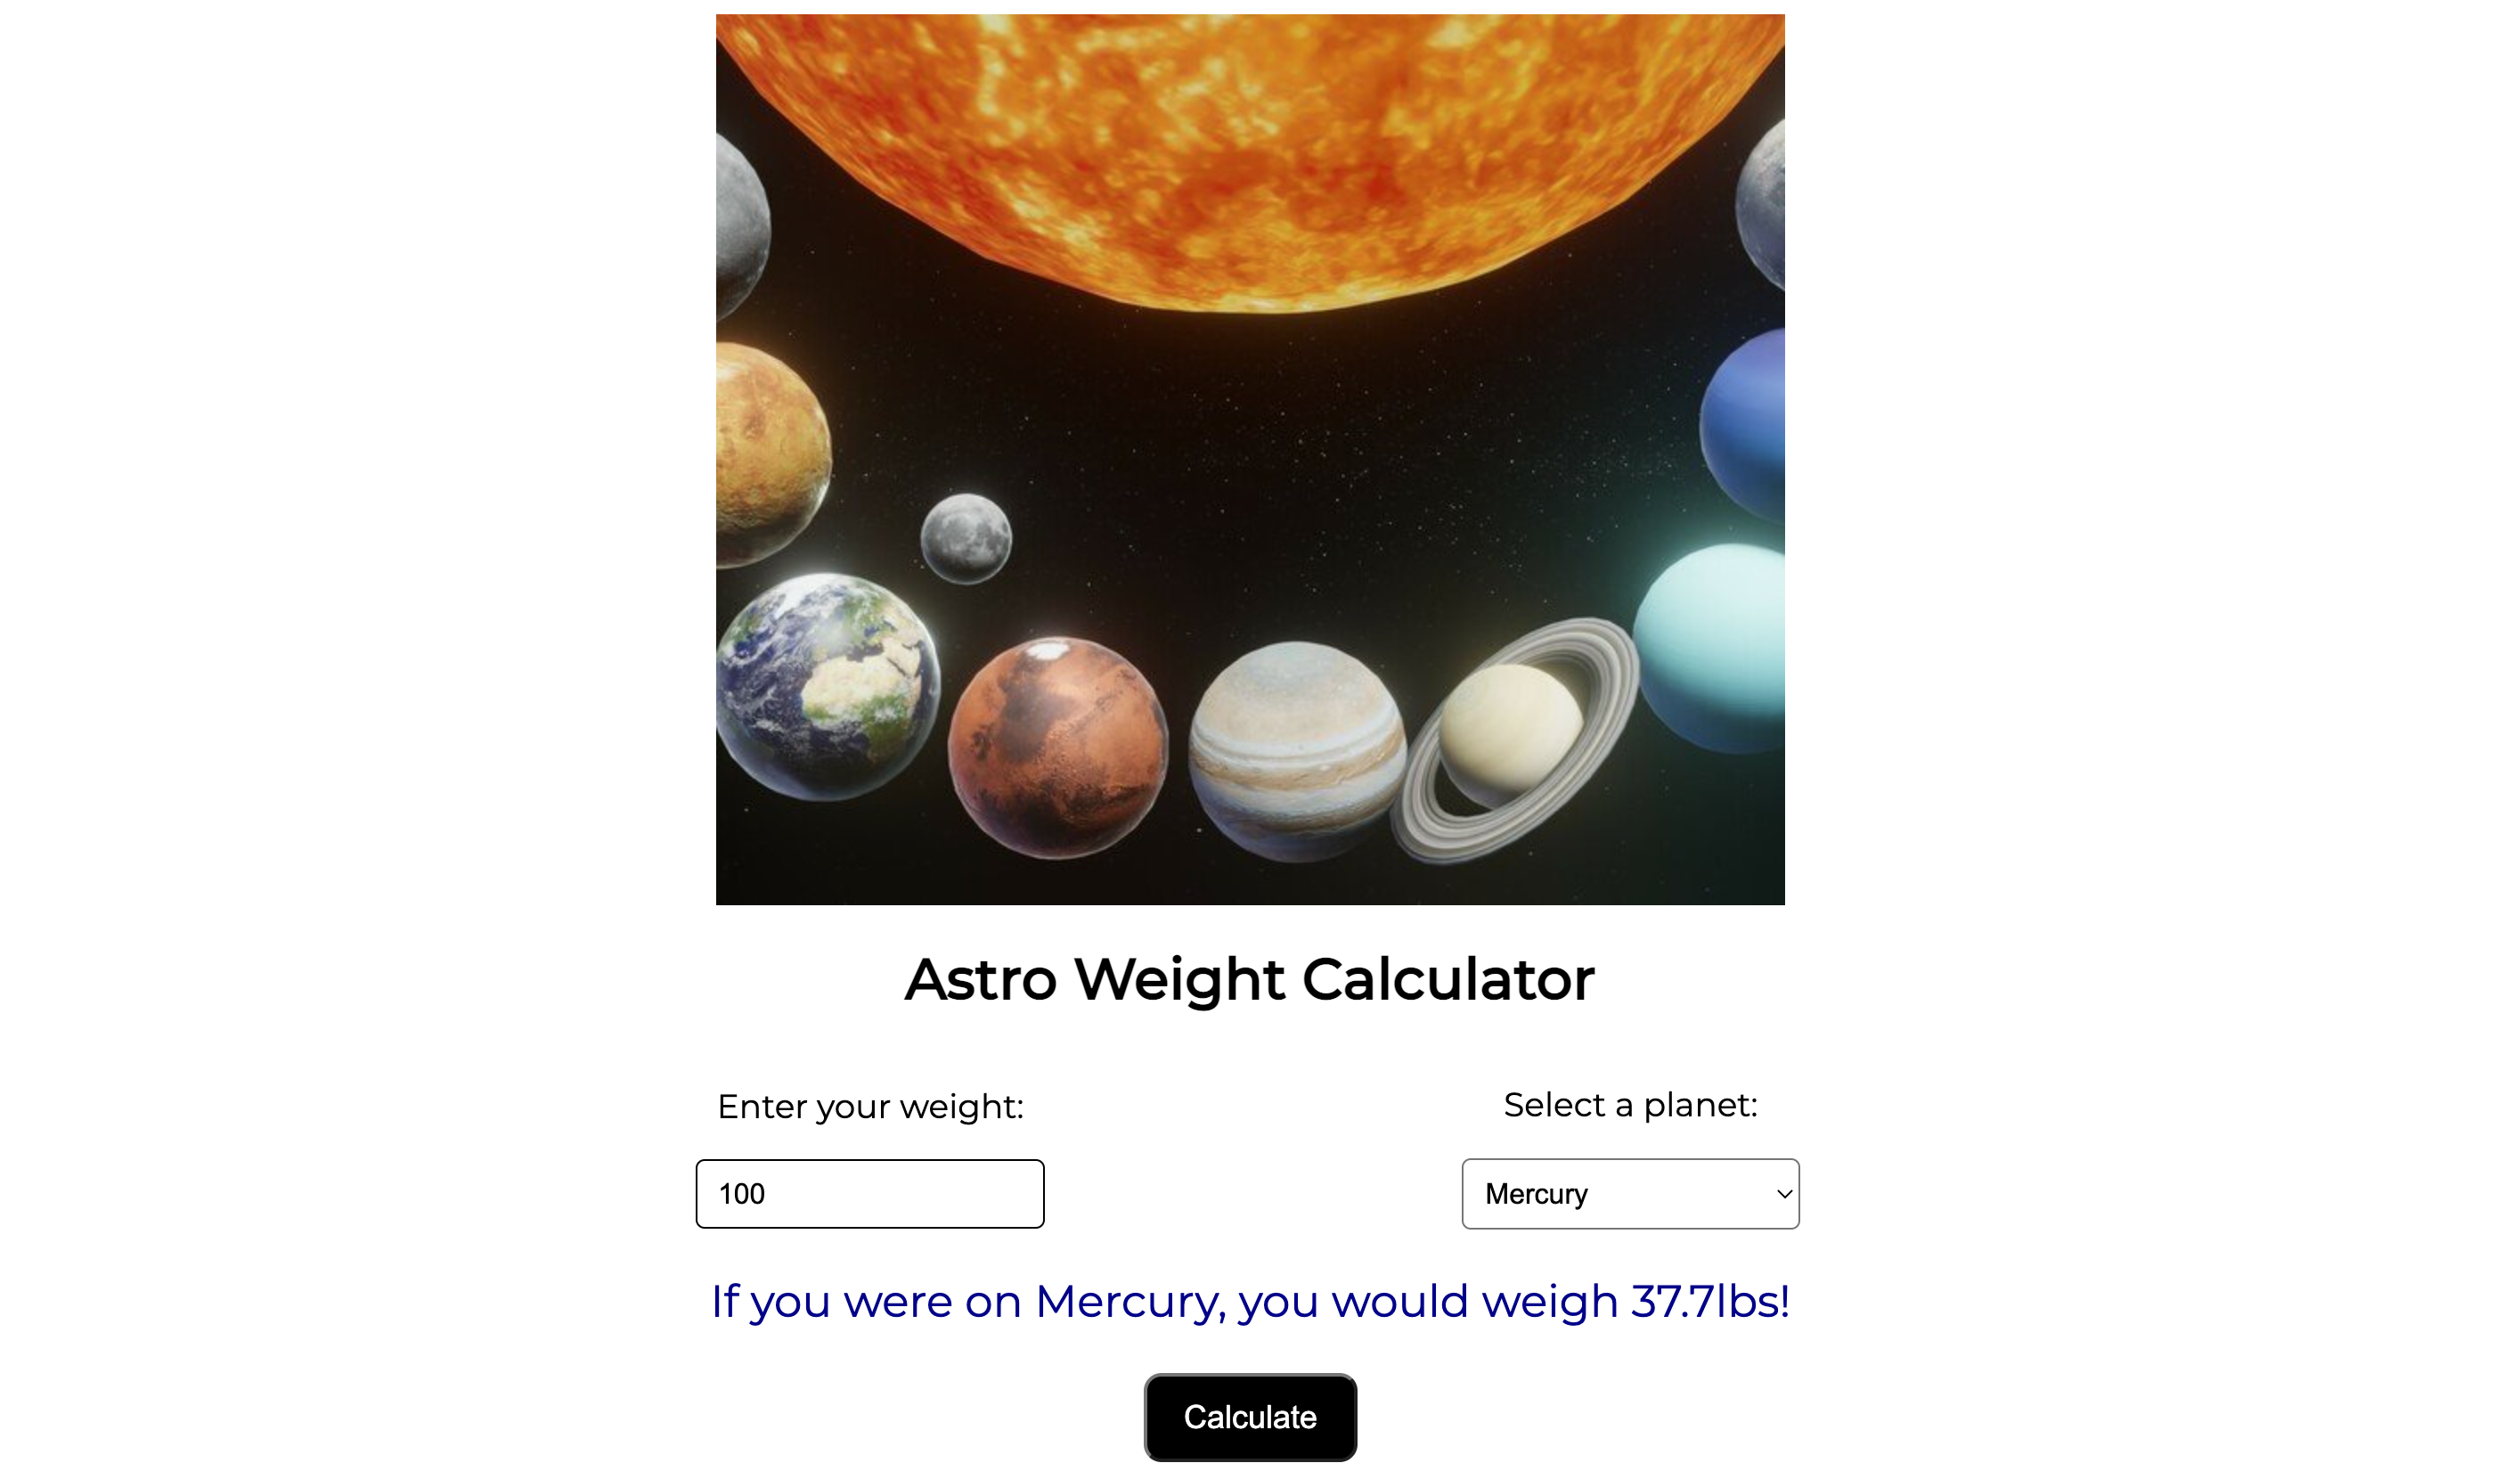 Astro Weight Calculator
Enter your weight:
Select a planet:
100
Mercury
If you were on Mercury, you would weigh 37.7lbs!
Calculate